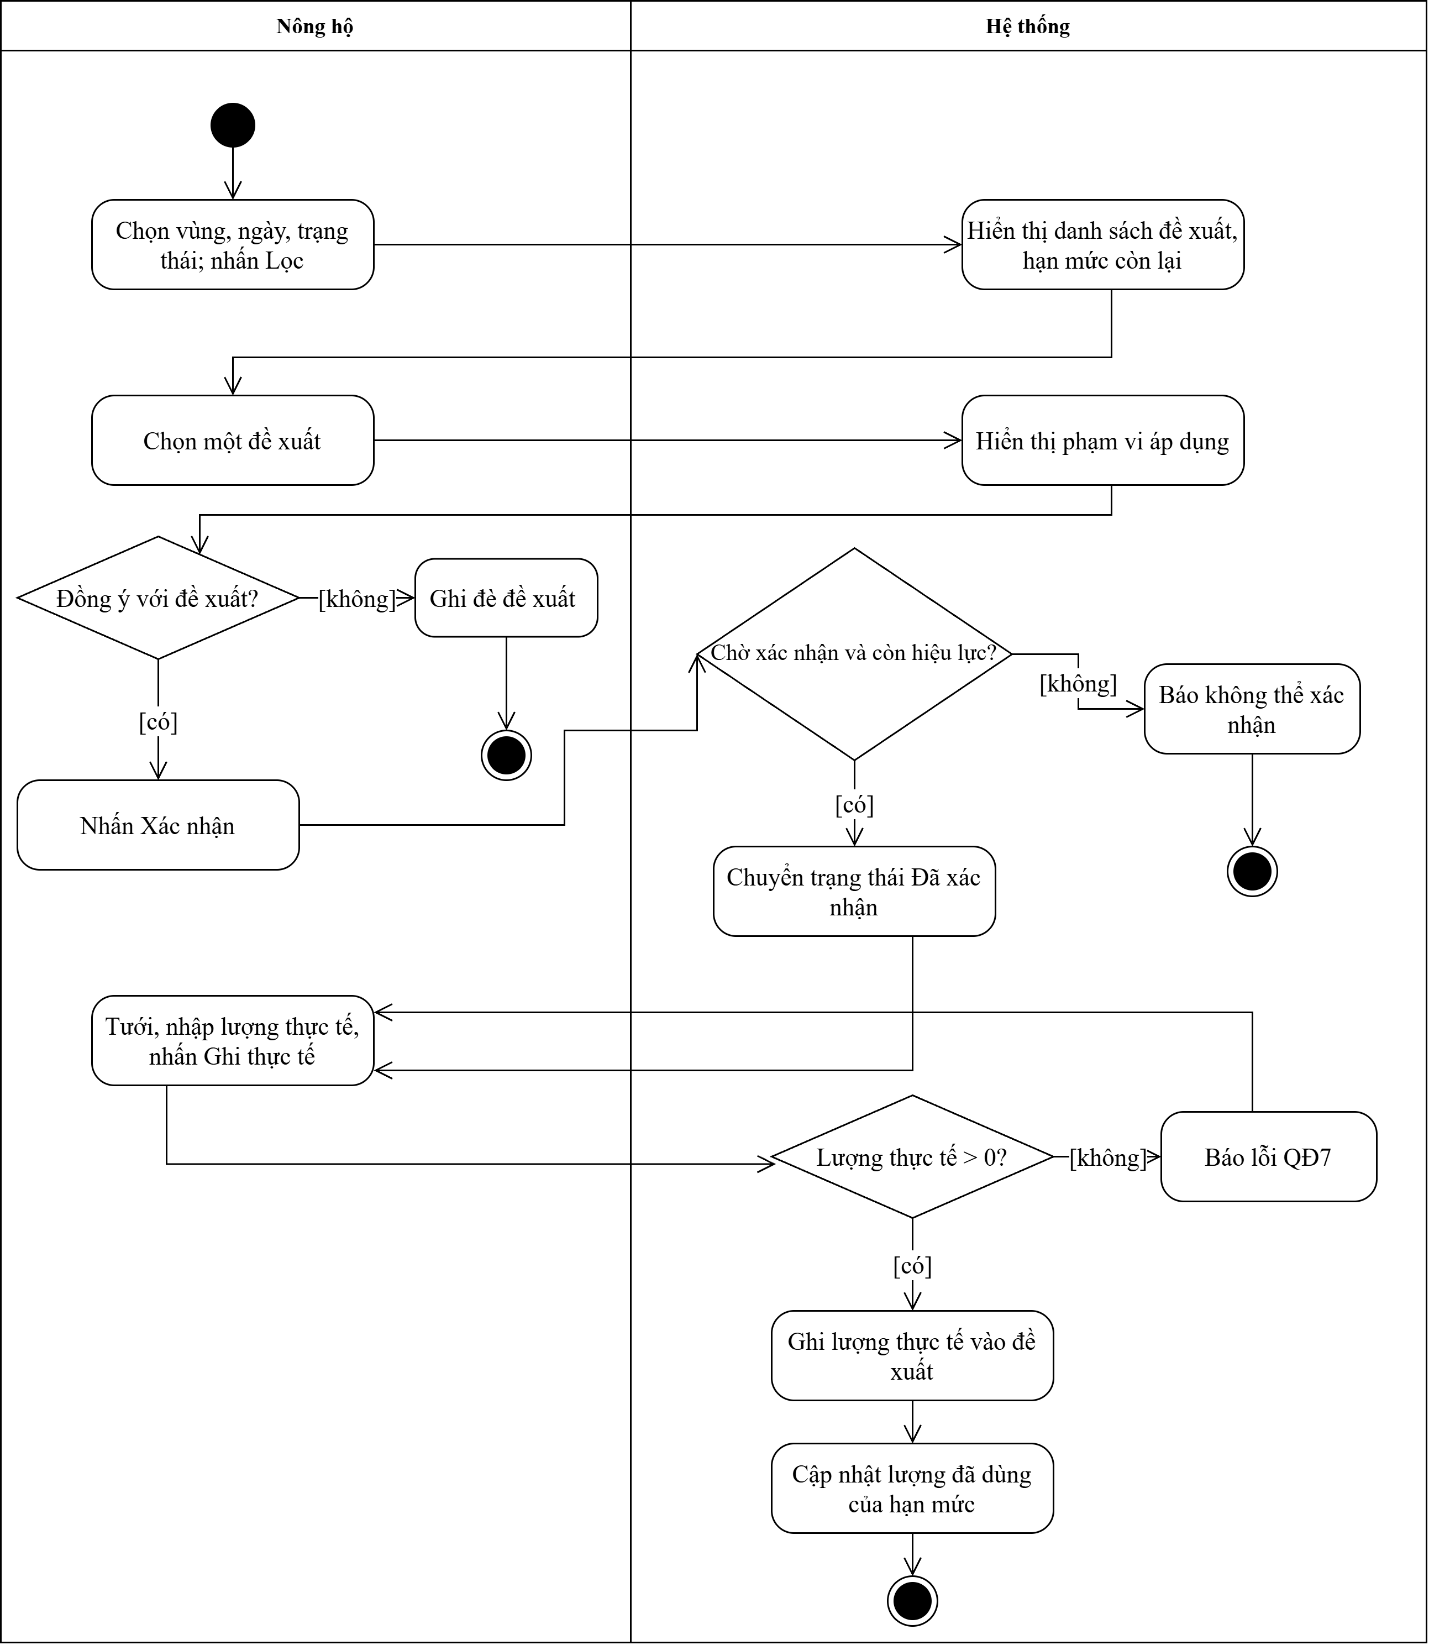 Nông hộ
Hệ thống
Chọn vùng, ngày, trạng
thái; nhấn Lọc
Hiển thị danh sách đề xuất,
hạn mức còn lại
Chọn một đề xuất
Hiển thị phạm vi áp dụng
Đồng ý với đề xuất?
[không]
Ghi đè đề xuất
Chờ xác nhận và còn hiệu lực?
[không]
Báo không thể xác
nhận
[có]
Nhấn Xác nhận
[có]
Chuyển trạng thái Đã xác
nhận
Tưới, nhập lượng thực tế,
nhấn Ghi thực tế
Lượng thực tế > 0?
[không]
Báo lỗi QĐ7
[có]
Ghi lượng thực tế vào đề
xuất
Cập nhật lượng đã dùng
của hạn mức